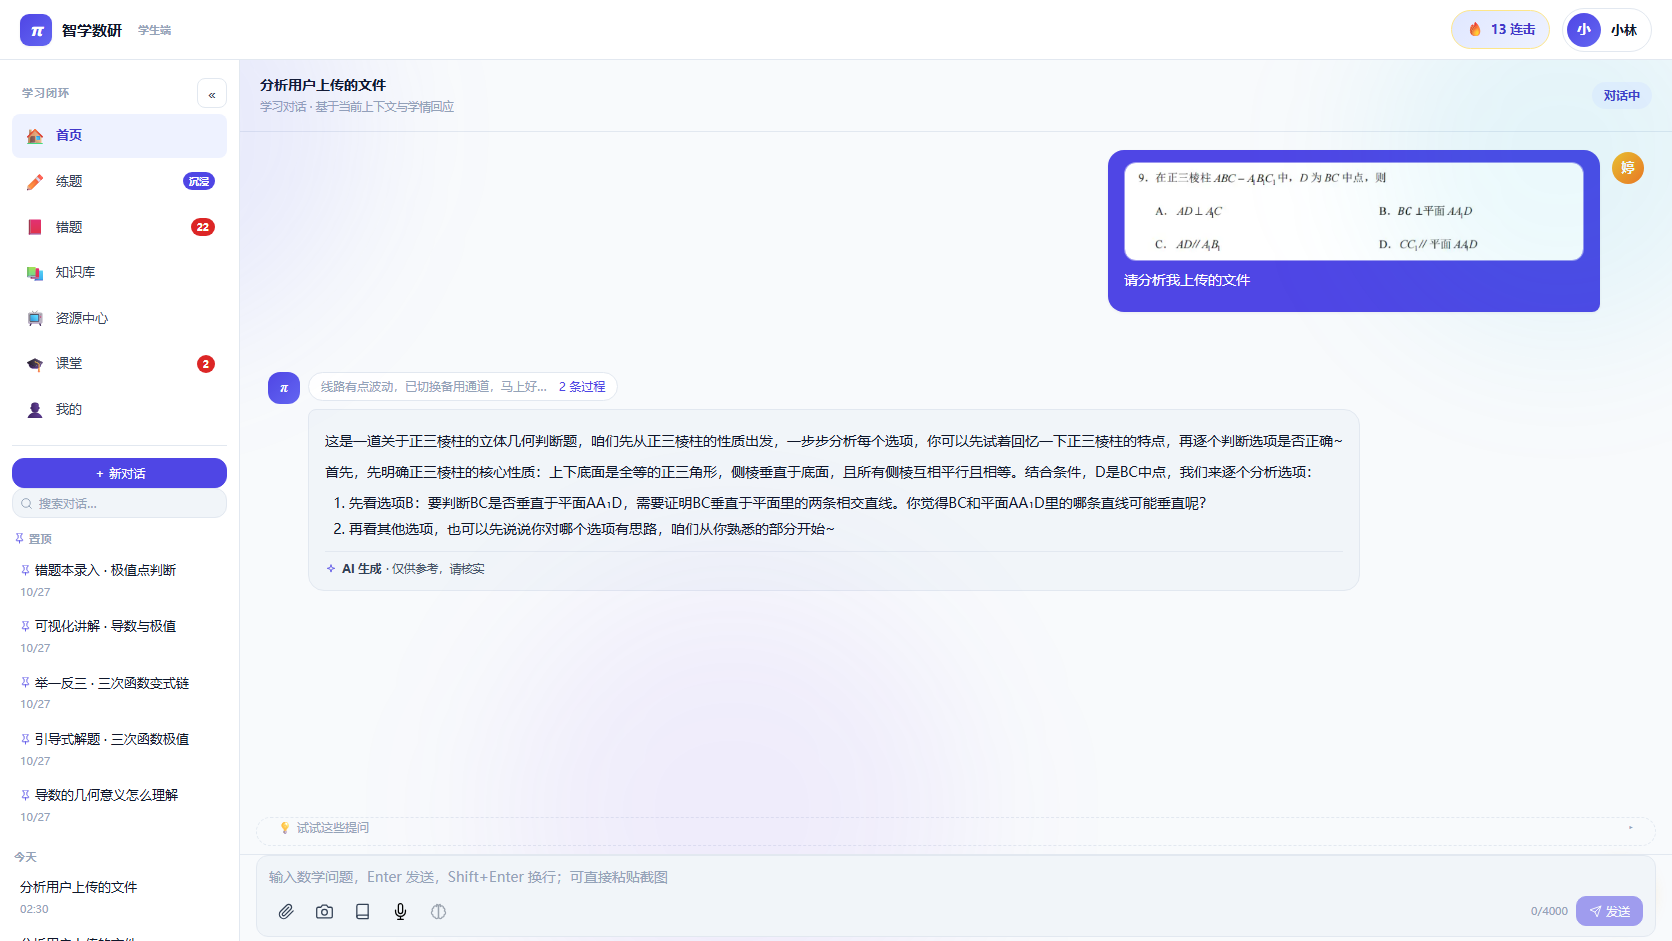 π 智学数研 学生端
13 连击
小 小林
学习闭环 «
首页
练题 沉浸
错题 22
知识库
资源中心
课堂 2
我的
+ 新对话
搜索对话...
置顶
错题本录入 · 极值点判断
10/27
可视化讲解 · 导数与极值
10/27
举一反三 · 三次函数变式链
10/27
引导式解题 · 三次函数极值
10/27
导数的几何意义怎么理解
10/27
今天
分析用户上传的文件
02:30
分析用户上传的文件
分析用户上传的文件
学习对话 · 基于当前上下文与学情回应
对话中
9. 在正三棱柱 ABC – A₁B₁C₁ 中，D 为 BC 中点，则
A. AD⊥A₁C
B. BC⊥平面 AA₁D
C. AD//A₁B₁
D. CC₁// 平面 AA₁D
请分析我上传的文件
婷
π
线路有点波动，已切换备用通道，马上好... 2 条过程
这是一道关于正三棱柱的立体几何判断题，咱们先从正三棱柱的性质出发，一步步分析每个选项，你可以先试着回忆一下正三棱柱的特点，再逐个判断选项是否正确~
首先，先明确正三棱柱的核心性质：上下底面是全等的正三角形，侧棱垂直于底面，且所有侧棱互相平行且相等。结合条件，D是BC中点，我们来逐个分析选项：
1. 先看选项B：要判断BC是否垂直于平面AA₁D，需要证明BC垂直于平面里的两条相交直线。你觉得BC和平面AA₁D里的哪条直线可能垂直呢？
2. 再看其他选项，也可以先说说你对哪个选项有思路，咱们从你熟悉的部分开始~
AI 生成 · 仅供参考，请核实
试试这些提问
输入数学问题，Enter 发送，Shift+Enter 换行；可直接粘贴截图
0/4000
发送